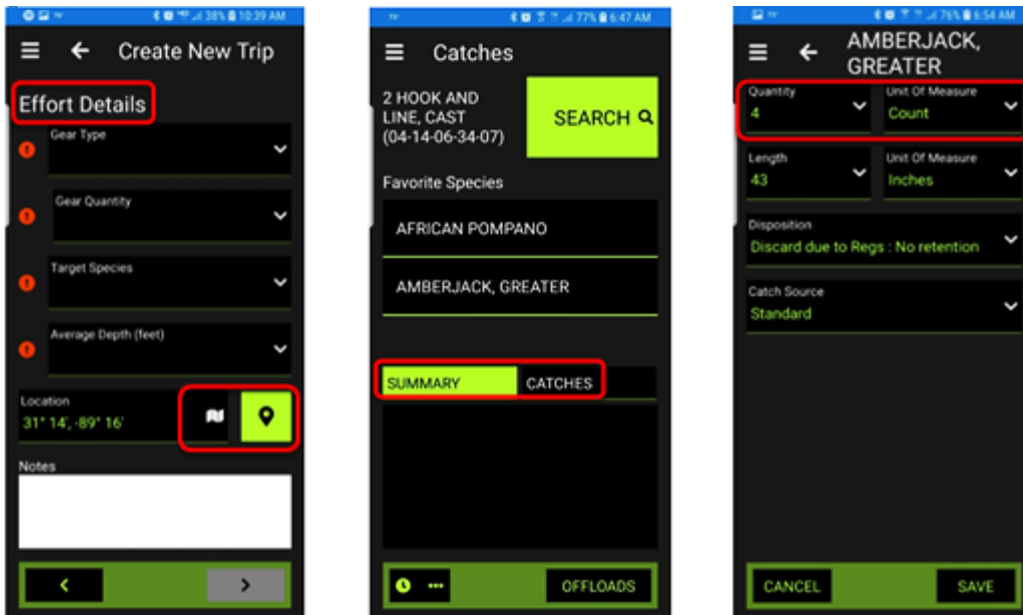 38% 10:39 AM
Create New Trip
Effort Details
Gear Type
Gear Quantity
Target Species
Average Depth (feet)
Location
31° 14', -89° 16'
Notes
77% 6:47 AM
Catches
2 HOOK AND
LINE, CAST
(04-14-06-34-07)
SEARCH
Favorite Species
AFRICAN POMPANO
AMBERJACK, GREATER
SUMMARY CATCHES
OFFLOADS
76% 6:54 AM
AMBERJACK,
GREATER
Quantity Unit Of Measure
4 Count
Length Unit Of Measure
43 Inches
Disposition
Discard due to Regs : No retention
Catch Source
Standard
CANCEL SAVE